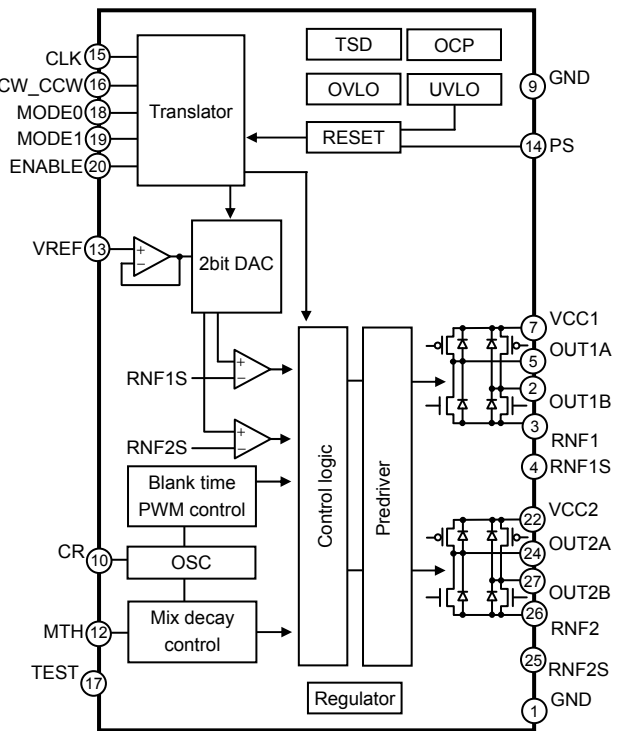 CLK
15
CW_CCW
16
MODE0
18
MODE1
19
ENABLE
20
Translator
TSD
OCP
OVLO
UVLO
RESET
9
GND
14
PS
VREF
13
+
−
2bit DAC
RNF1S
+
−
RNF2S
+
−
Blank time
PWM control
CR
10
OSC
MTH
12
Mix decay
control
TEST
17
Control logic
Predriver
Regulator
7
VCC1
5
OUT1A
2
OUT1B
3
RNF1
4
RNF1S
22
VCC2
24
OUT2A
27
OUT2B
26
RNF2
25
RNF2S
1
GND